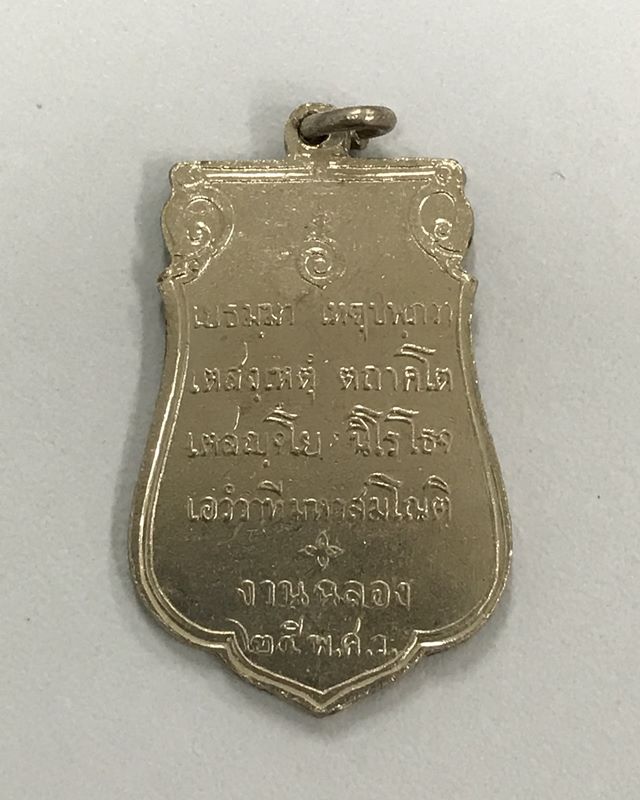 เยธมฺมา เหตุปฺปภวา
เตสํเหตุํ ตถาคโต
เตสญฺจโย นิโรโธจ
เอวํวาที มหาสมโณติ
งานฉลอง
๒๕ พ.ศ.ว.